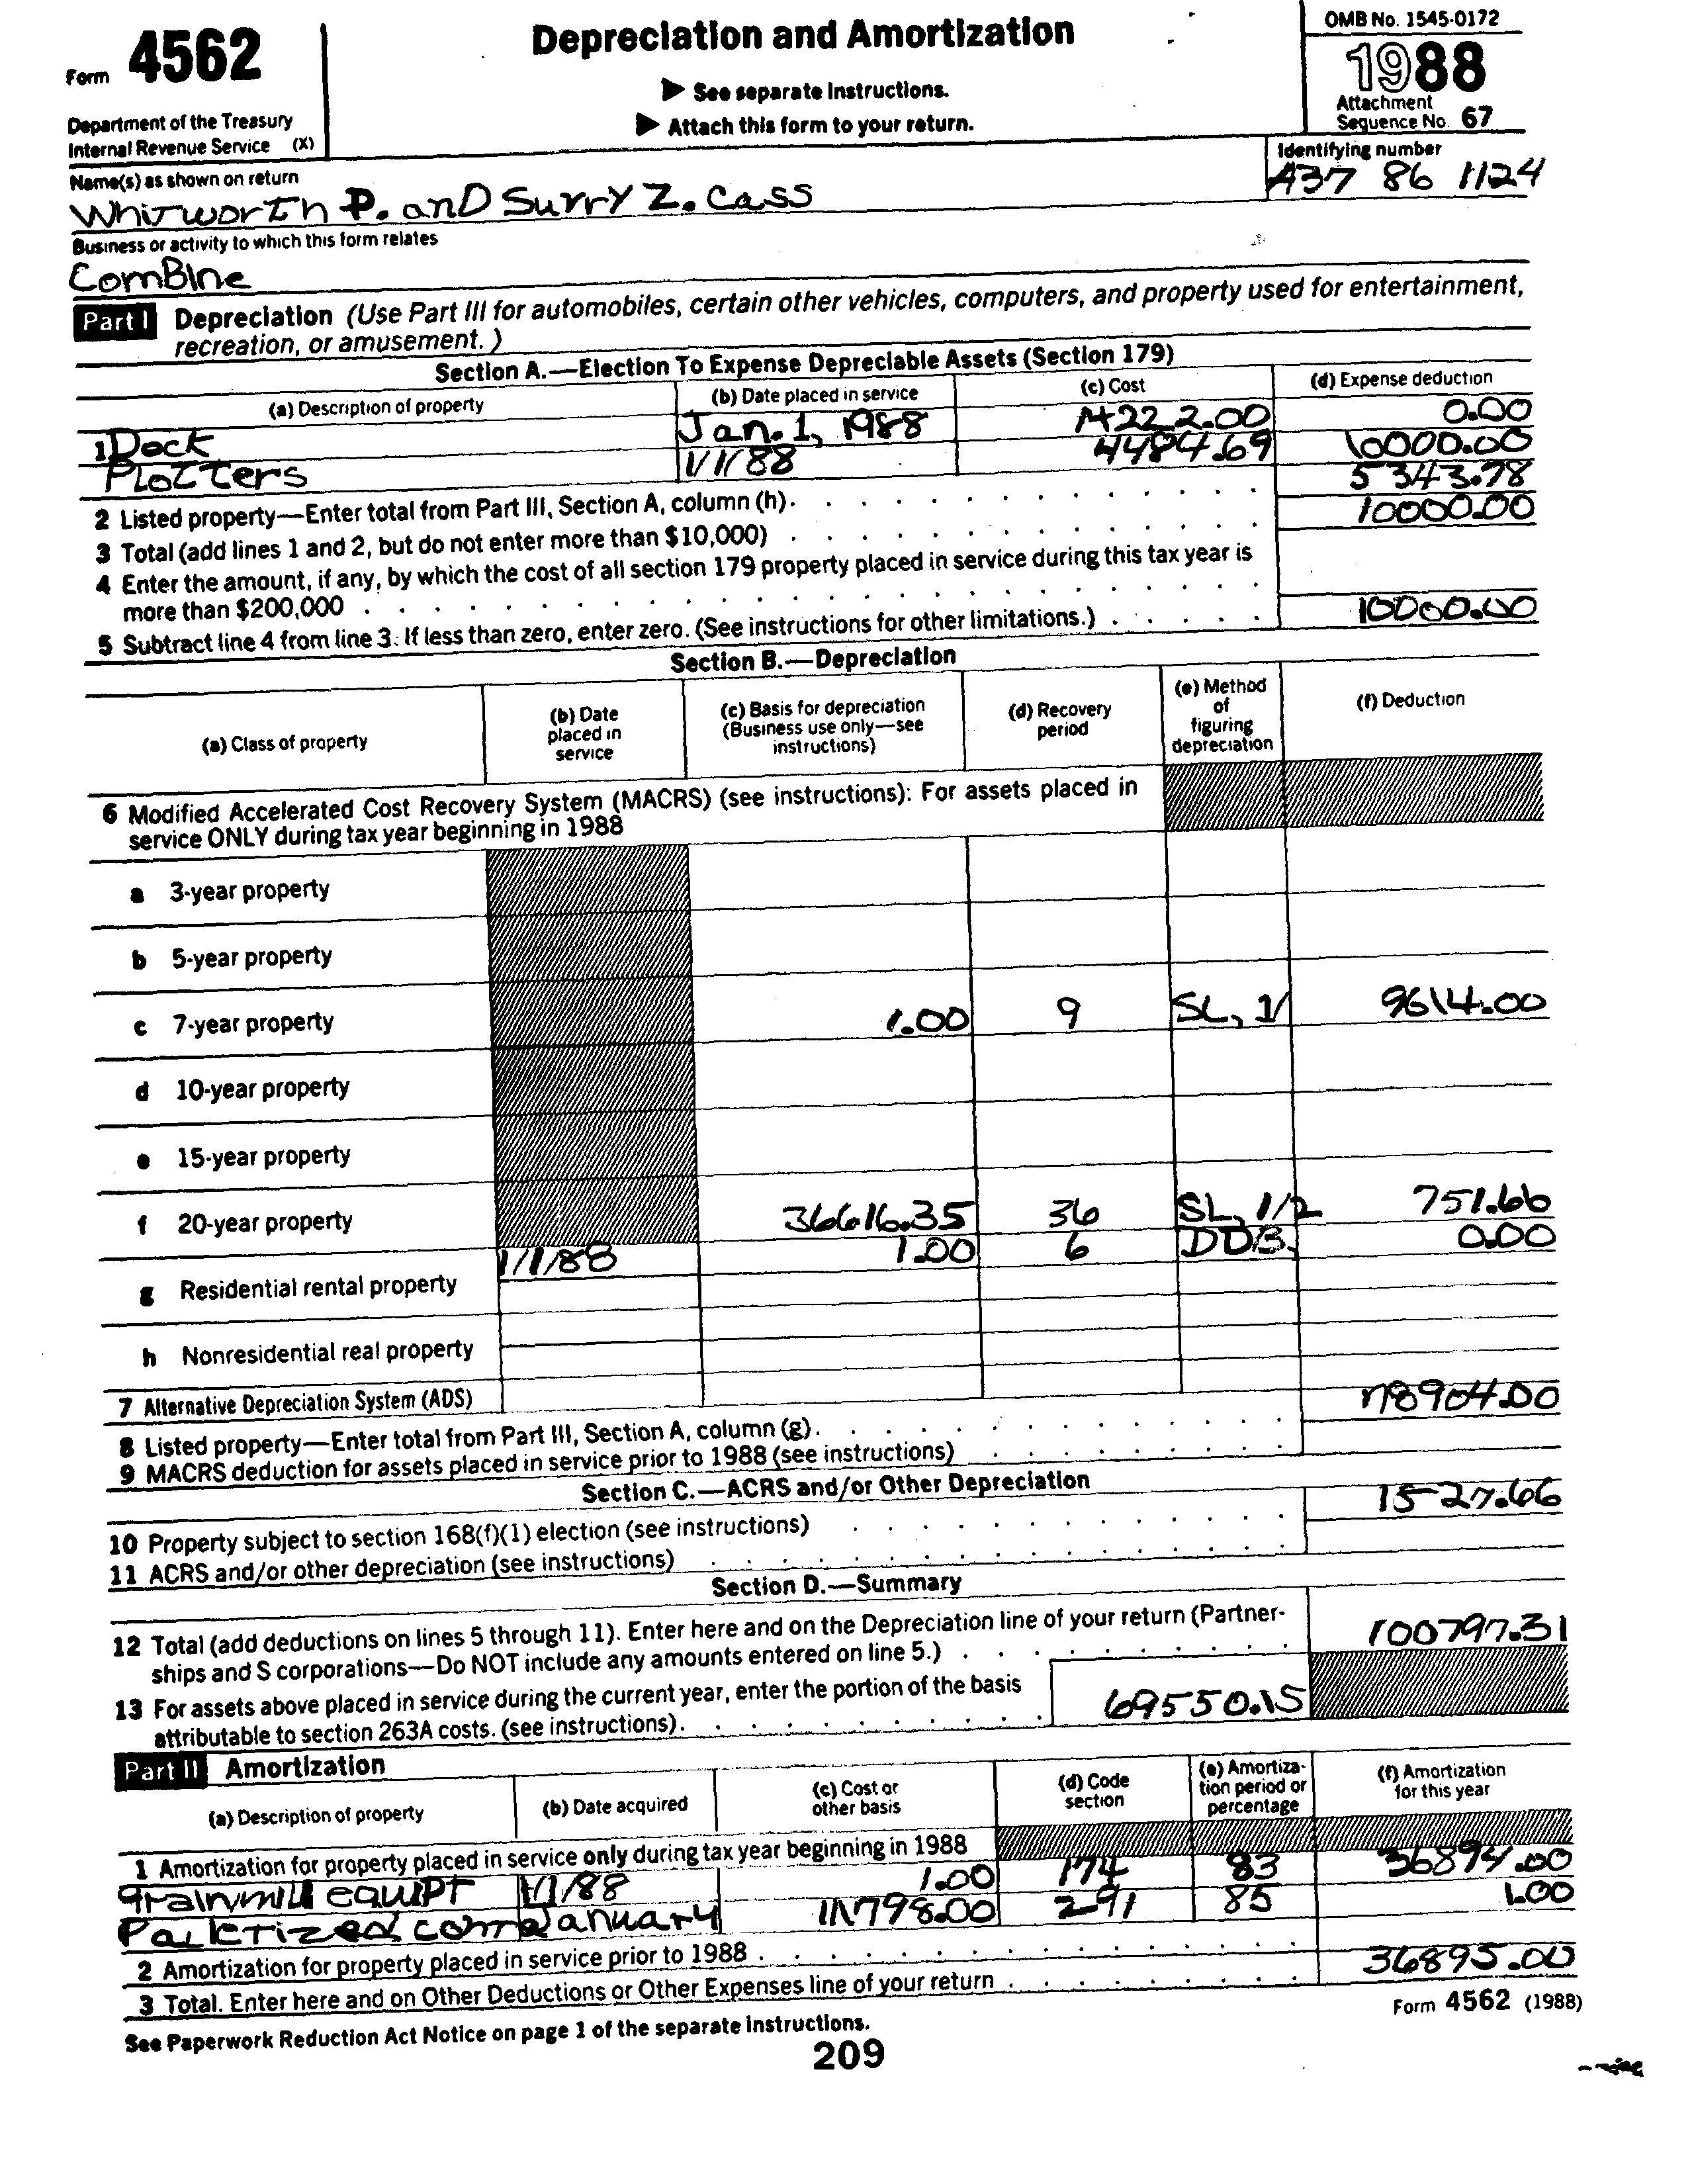 Form 4562
Department of the Treasury
Internal Revenue Service (X)
Depreciation and Amortization
▶ See separate Instructions.
▶ Attach this form to your return.
OMB No. 1545-0172
1988
Attachment
Sequence No. 67
Name(s) as shown on return
Whitworth P. and Surry Z. Cass
Identifying number
437 86 1124
Business or activity to which this form relates
Combine
Part I Depreciation (Use Part III for automobiles, certain other vehicles, computers, and property used for entertainment,
recreation, or amusement.)
Section A.—Election To Expense Depreciable Assets (Section 179)
(a) Description of property (b) Date placed in service (c) Cost (d) Expense deduction
1 Dock Jan. 1, 1988 14222.00 0.00
Plotters 1/1/88 4484.69 10000.00
2 Listed property—Enter total from Part III, Section A, column (h). 5343.78
3 Total (add lines 1 and 2, but do not enter more than $10,000) 10000.00
4 Enter the amount, if any, by which the cost of all section 179 property placed in service during this tax year is
more than $200,000
5 Subtract line 4 from line 3. If less than zero, enter zero. (See instructions for other limitations.) 10000.00
Section B.—Depreciation
(a) Class of property (b) Date placed in service (c) Basis for depreciation (Business use only—see instructions) (d) Recovery period (e) Method of figuring depreciation (f) Deduction
6 Modified Accelerated Cost Recovery System (MACRS) (see instructions): For assets placed in
service ONLY during tax year beginning in 1988
a 3-year property
b 5-year property
c 7-year property 1.00 9 SL, 1/ 9614.00
d 10-year property
e 15-year property
f 20-year property 36616.35 36 SL, 1/2 751.66
1/1/88 1.00 6 DDB, 0.00
g Residential rental property
h Nonresidential real property
7 Alternative Depreciation System (ADS)
8 Listed property—Enter total from Part III, Section A, column (g). 78904.00
9 MACRS deduction for assets placed in service prior to 1988 (see instructions)
Section C.—ACRS and/or Other Depreciation
10 Property subject to section 168(f)(1) election (see instructions) 1527.66
11 ACRS and/or other depreciation (see instructions)
Section D.—Summary
12 Total (add deductions on lines 5 through 11). Enter here and on the Depreciation line of your return (Partner-
ships and S corporations—Do NOT include any amounts entered on line 5.) 100797.31
13 For assets above placed in service during the current year, enter the portion of the basis
attributable to section 263A costs. (see instructions). 69550.15
Part II Amortization
(a) Description of property (b) Date acquired (c) Cost or other basis (d) Code section (e) Amortization period or percentage (f) Amortization for this year
1 Amortization for property placed in service only during tax year beginning in 1988
grainmill equipt 1/1/88 1.00 174 83 36894.00
Palletized com January 11798.00 291 85 1.00
2 Amortization for property placed in service prior to 1988
3 Total. Enter here and on Other Deductions or Other Expenses line of your return 36895.00
See Paperwork Reduction Act Notice on page 1 of the separate instructions.
Form 4562 (1988)
209